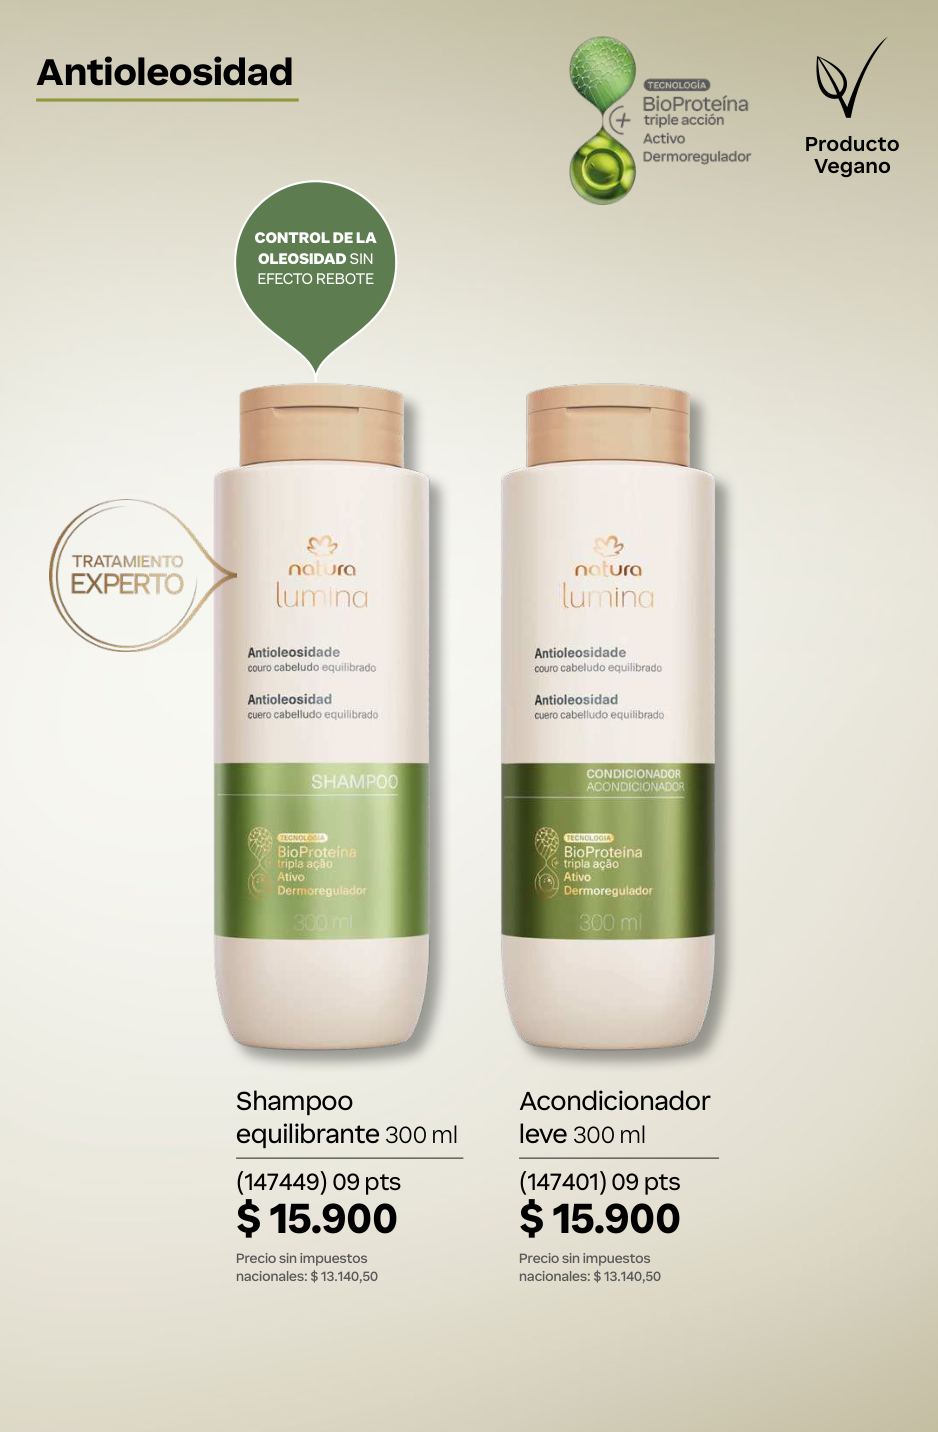 Antioleosidad
TECNOLOGÍA
BioProteína
triple acción
Activo
Dermoregulador
Producto
Vegano
CONTROL DE LA
OLEOSIDAD SIN
EFECTO REBOTE
TRATAMIENTO
EXPERTO
natura
lumina
Antioleosidade
couro cabeludo equilibrado
Antioleosidad
cuero cabelludo equilibrado
SHAMPOO
TECNOLOGIA
BioProteína
tripla ação
Ativo
Dermoregulador
300 ml
natura
lumina
Antioleosidade
couro cabeludo equilibrado
Antioleosidad
cuero cabelludo equilibrado
CONDICIONADOR
ACONDICIONADOR
TECNOLOGIA
BioProteína
tripla ação
Ativo
Dermoregulador
300 ml
Shampoo
equilibrante 300 ml
(147449) 09 pts
$ 15.900
Precio sin impuestos
nacionales: $ 13.140,50
Acondicionador
leve 300 ml
(147401) 09 pts
$ 15.900
Precio sin impuestos
nacionales: $ 13.140,50